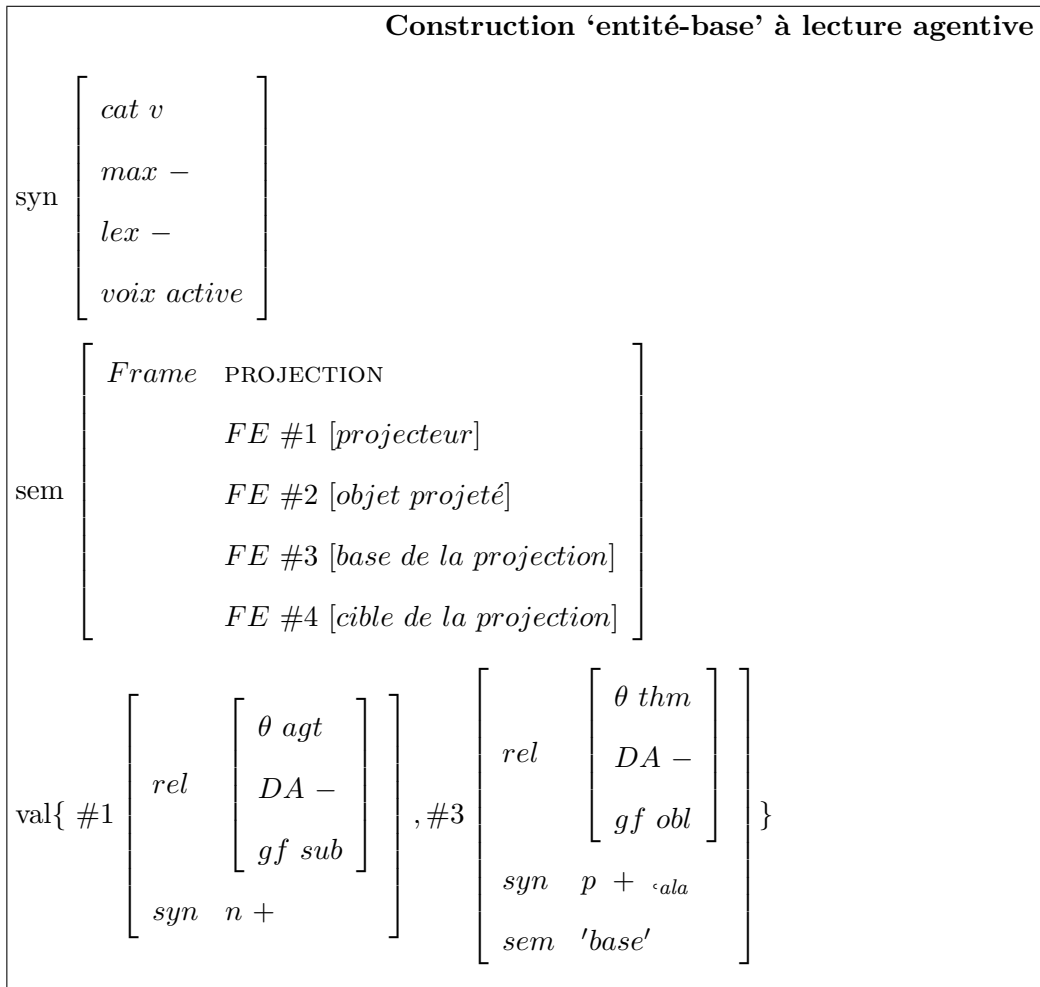 Construction ‘entité-base’ à lecture agentive
syn
cat v
max −
lex −
voix active
sem
Frame PROJECTION
FE #1 [projecteur]
FE #2 [objet projeté]
FE #3 [base de la projection]
FE #4 [cible de la projection]
val{ #1
rel
θ agt
DA −
gf sub
syn n +
, #3
rel
θ thm
DA −
gf obl
syn p + ʿala
sem ′base′
}